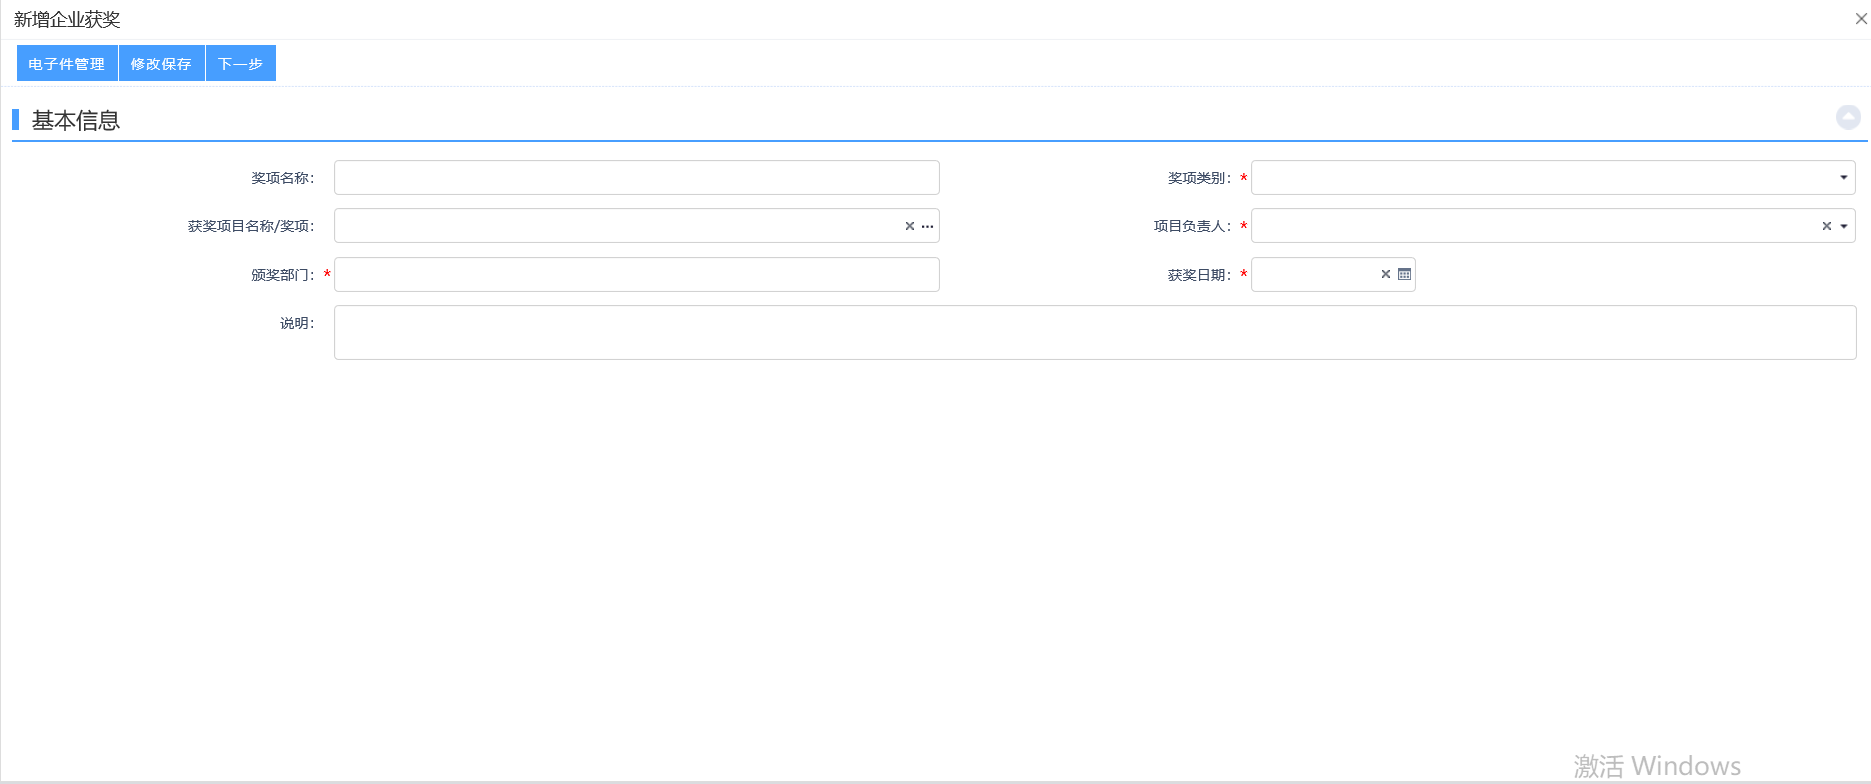 新增企业获奖
电子件管理 修改保存 下一步
基本信息
奖项名称： 奖项类别：*
获奖项目名称/奖项： 项目负责人：*
颁奖部门：* 获奖日期：*
说明：
激活 Windows